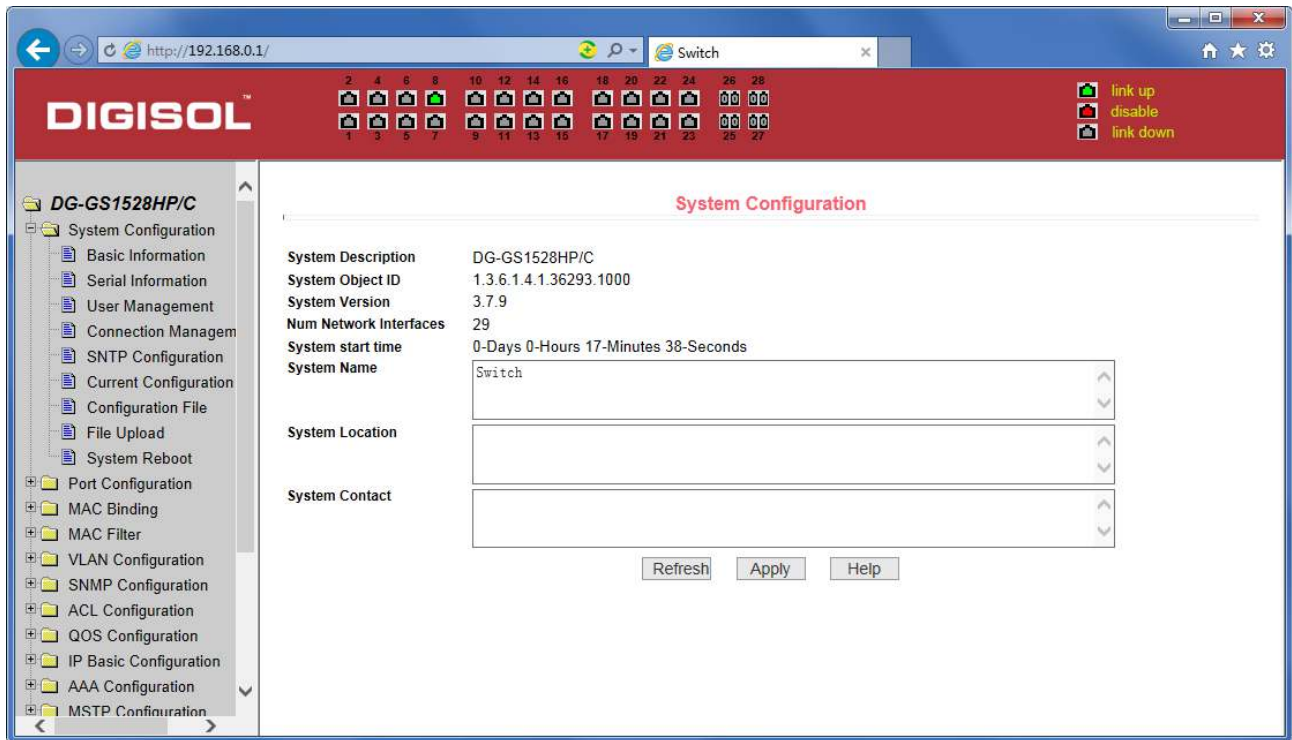 http://192.168.0.1/
Switch
DIGISOL™
2 4 6 8 10 12 14 16 18 20 22 24 26 28
1 3 5 7 9 11 13 15 17 19 21 23 25 27
link up
disable
link down
DG-GS1528HP/C
System Configuration
Basic Information
Serial Information
User Management
Connection Managem
SNTP Configuration
Current Configuration
Configuration File
File Upload
System Reboot
Port Configuration
MAC Binding
MAC Filter
VLAN Configuration
SNMP Configuration
ACL Configuration
QOS Configuration
IP Basic Configuration
AAA Configuration
MSTP Configuration
System Configuration
System Description DG-GS1528HP/C
System Object ID 1.3.6.1.4.1.36293.1000
System Version 3.7.9
Num Network Interfaces 29
System start time 0-Days 0-Hours 17-Minutes 38-Seconds
System Name Switch
System Location
System Contact
Refresh Apply Help